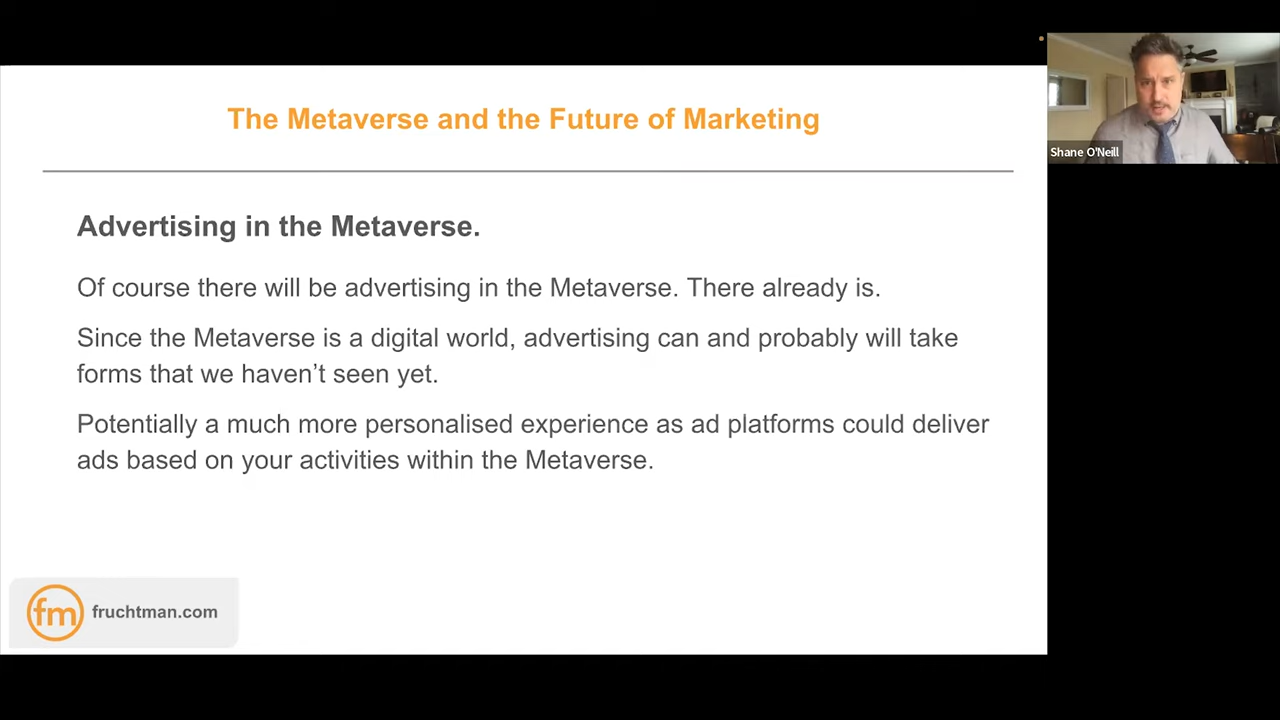 The Metaverse and the Future of Marketing
Shane O'Neill
Advertising in the Metaverse.
Of course there will be advertising in the Metaverse. There already is.
Since the Metaverse is a digital world, advertising can and probably will take
forms that we haven’t seen yet.
Potentially a much more personalised experience as ad platforms could deliver
ads based on your activities within the Metaverse.
fm fruchtman.com